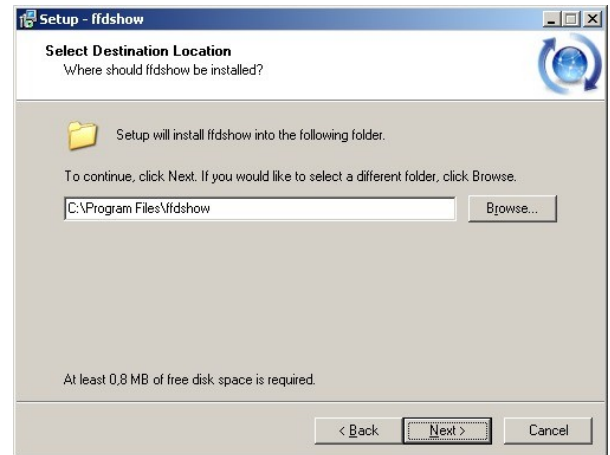 Setup - ffdshow
Select Destination Location
Where should ffdshow be installed?
Setup will install ffdshow into the following folder.
To continue, click Next. If you would like to select a different folder, click Browse.
C:\Program Files\ffdshow
Browse...
At least 0,8 MB of free disk space is required.
< Back
Next >
Cancel